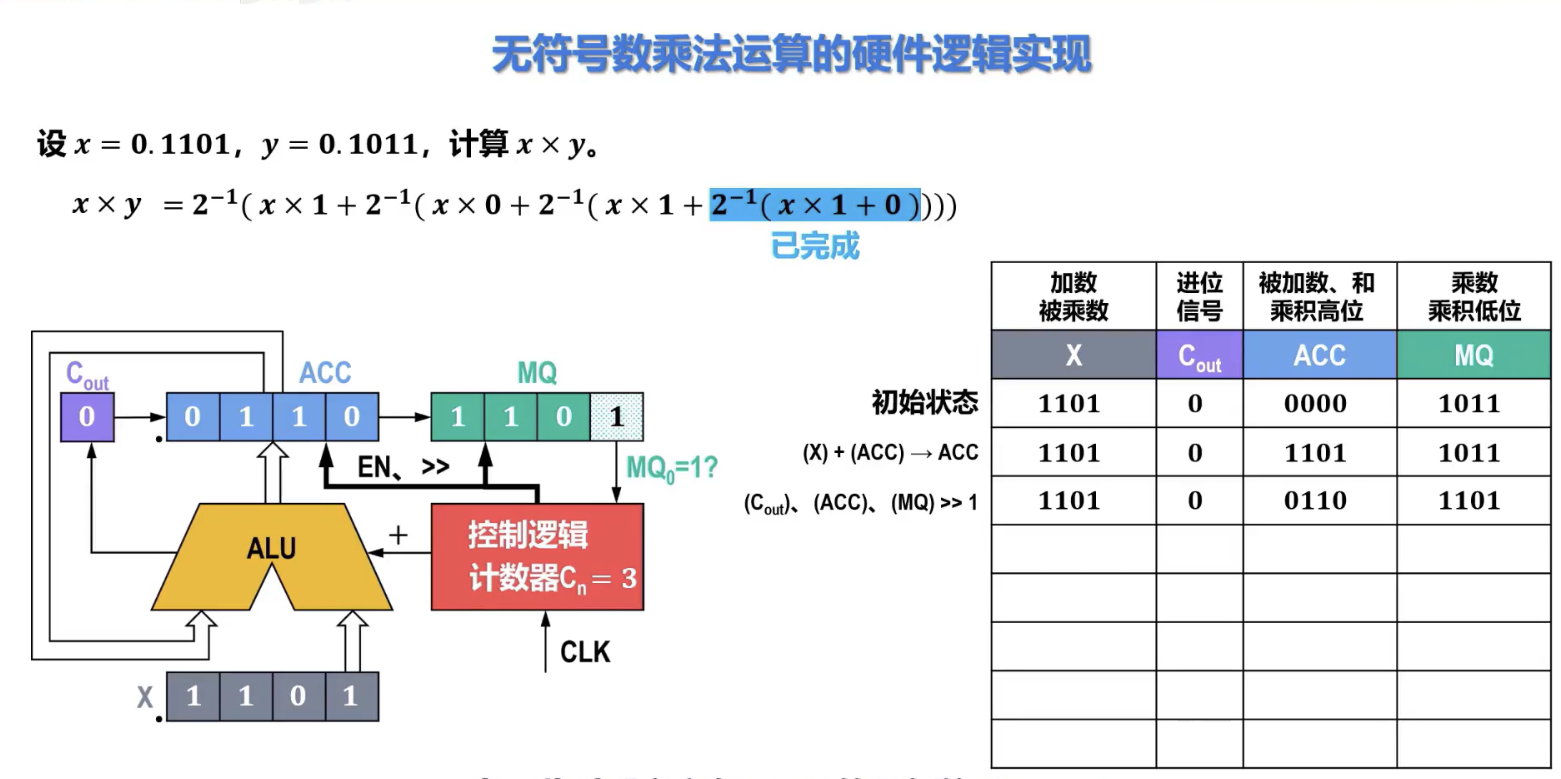 无符号数乘法运算的硬件逻辑实现
设 x = 0.1101，y = 0.1011，计算 x × y。
x × y = 2⁻¹( x × 1 + 2⁻¹( x × 0 + 2⁻¹( x × 1 + 2⁻¹( x × 1 + 0 ))))
已完成
Cout ACC MQ
0 0 1 1 0 1 1 0 1
EN、 >> MQ₀=1?
ALU + 控制逻辑
计数器Cn = 3
CLK
X 1 1 0 1
加数 被乘数 进位 信号 被加数、和 乘积高位 乘数 乘积低位
X Cout ACC MQ
初始状态 1101 0 0000 1011
(X) + (ACC) → ACC 1101 0 1101 1011
(Cout)、(ACC)、(MQ) >> 1 1101 0 0110 1101